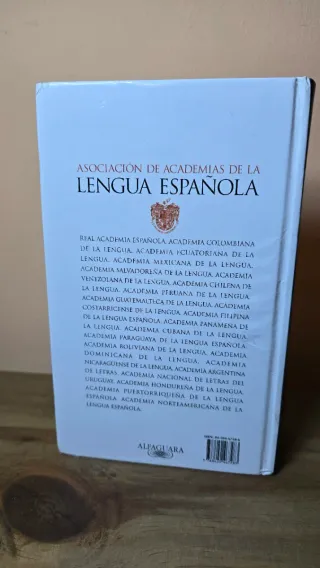 ASOCIACIÓN DE ACADEMIAS DE LA
LENGUA ESPAÑOLA
REAL ACADEMIA ESPAÑOLA, ACADEMIA COLOMBIANA
DE LA LENGUA, ACADEMIA ECUATORIANA DE LA
LENGUA, ACADEMIA MEXICANA DE LA LENGUA,
ACADEMIA SALVADOREÑA DE LA LENGUA, ACADEMIA
VENEZOLANA DE LA LENGUA, ACADEMIA CHILENA DE
LA LENGUA, ACADEMIA PERUANA DE LA LENGUA,
ACADEMIA GUATEMALTECA DE LA LENGUA, ACADEMIA
COSTARRICENSE DE LA LENGUA, ACADEMIA FILIPINA
DE LA LENGUA ESPAÑOLA, ACADEMIA PANAMEÑA DE
LA LENGUA, ACADEMIA CUBANA DE LA LENGUA,
ACADEMIA PARAGUAYA DE LA LENGUA ESPAÑOLA,
ACADEMIA BOLIVIANA DE LA LENGUA, ACADEMIA
DOMINICANA DE LA LENGUA, ACADEMIA
NICARAGÜENSE DE LA LENGUA, ACADEMIA ARGENTINA
DE LETRAS, ACADEMIA NACIONAL DE LETRAS DEL
URUGUAY, ACADEMIA HONDUREÑA DE LA LENGUA,
ACADEMIA PUERTORRIQUEÑA DE LA LENGUA
ESPAÑOLA, ACADEMIA NORTEAMERICANA DE LA
LENGUA ESPAÑOLA.
ALFAGUARA